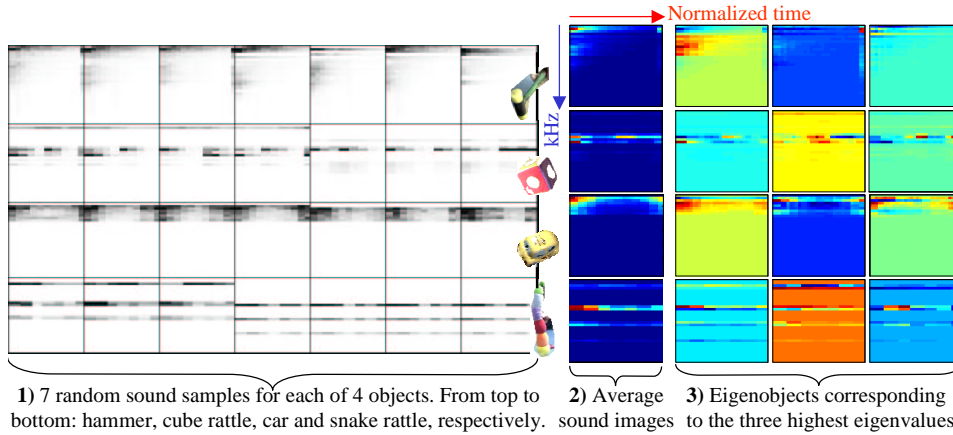 Normalized time
kHz
1) 7 random sound samples for each of 4 objects. From top to
bottom: hammer, cube rattle, car and snake rattle, respectively.
2) Average
sound images
3) Eigenobjects corresponding
to the three highest eigenvalues